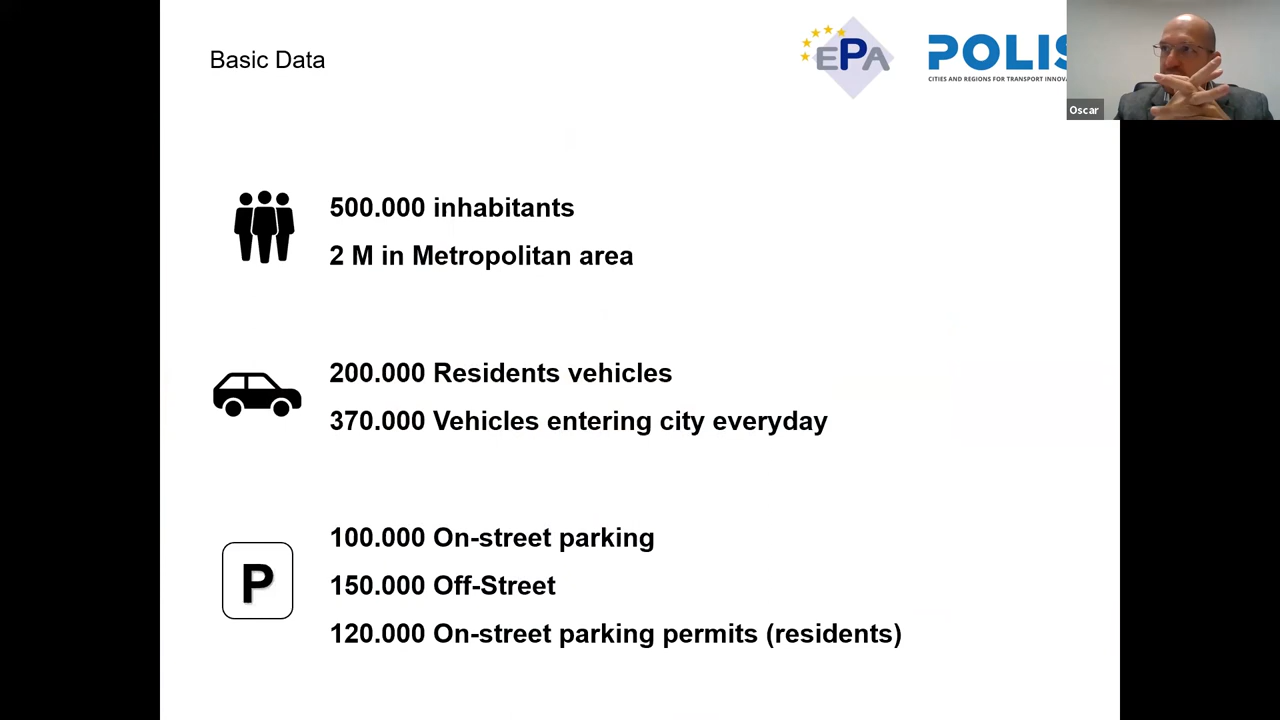 Basic Data
EPA
POLIS
CITIES AND REGIONS FOR TRANSPORT INNOVA
Oscar
500.000 inhabitants
2 M in Metropolitan area
200.000 Residents vehicles
370.000 Vehicles entering city everyday
P
100.000 On-street parking
150.000 Off-Street
120.000 On-street parking permits (residents)